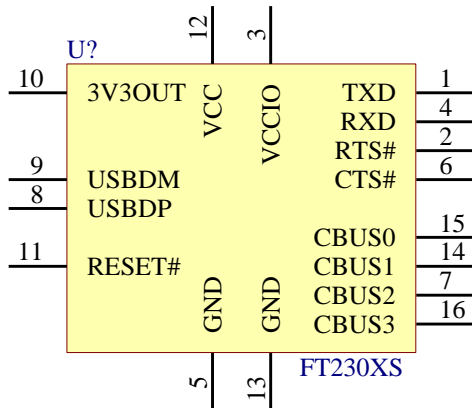 12 3
U?
10 3V3OUT VCC VCCIO TXD 1
RXD 4
RTS# 2
9 USBDM CTS# 6
8 USBDP
CBUS0 15
11 RESET# CBUS1 14
GND GND CBUS2 7
CBUS3 16
5 13 FT230XS